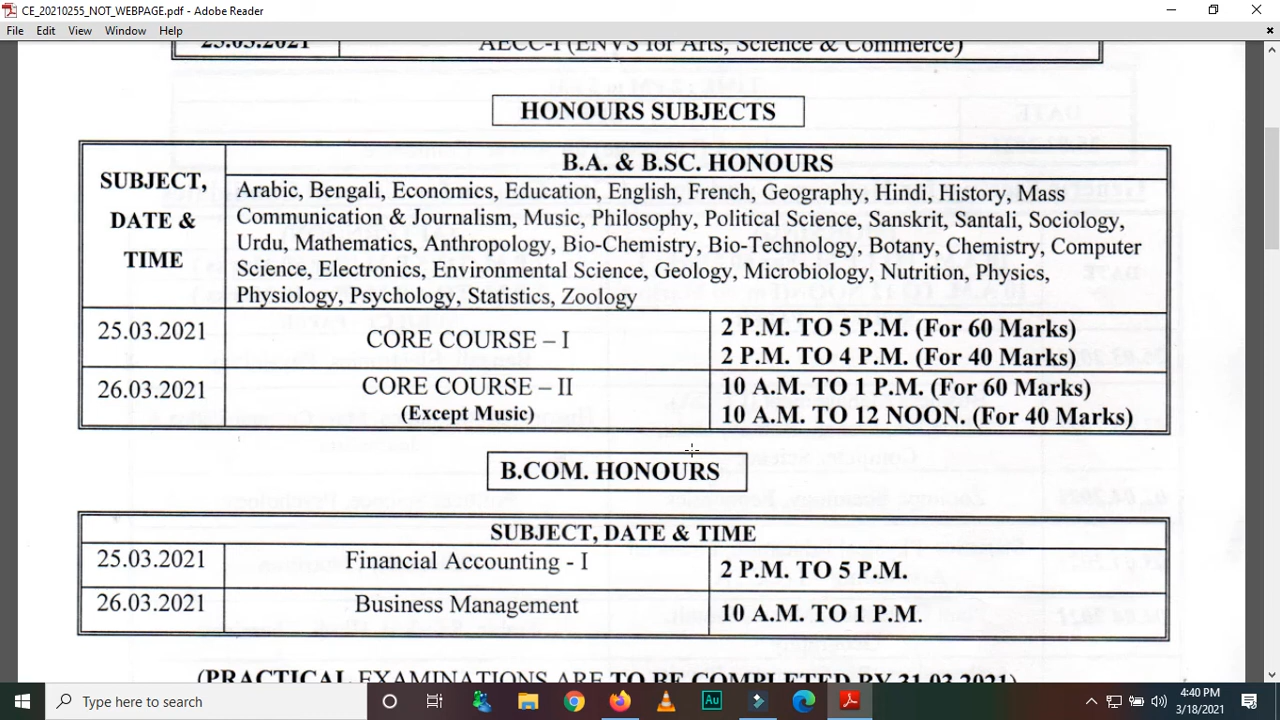 CE_20210255_NOT_WEBPAGE.pdf - Adobe Reader
File Edit View Window Help
25.03.2021 AECC-I (ENVS for Arts, Science & Commerce)
HONOURS SUBJECTS
SUBJECT, DATE & TIME
B.A. & B.SC. HONOURS
Arabic, Bengali, Economics, Education, English, French, Geography, Hindi, History, Mass
Communication & Journalism, Music, Philosophy, Political Science, Sanskrit, Santali, Sociology,
Urdu, Mathematics, Anthropology, Bio-Chemistry, Bio-Technology, Botany, Chemistry, Computer
Science, Electronics, Environmental Science, Geology, Microbiology, Nutrition, Physics,
Physiology, Psychology, Statistics, Zoology
25.03.2021 CORE COURSE – I 2 P.M. TO 5 P.M. (For 60 Marks)
2 P.M. TO 4 P.M. (For 40 Marks)
26.03.2021 CORE COURSE – II 10 A.M. TO 1 P.M. (For 60 Marks)
(Except Music) 10 A.M. TO 12 NOON. (For 40 Marks)
B.COM. HONOURS
SUBJECT, DATE & TIME
25.03.2021 Financial Accounting - I 2 P.M. TO 5 P.M.
26.03.2021 Business Management 10 A.M. TO 1 P.M.
(PRACTICAL EXAMINATIONS ARE TO BE COMPLETED BY 31.03.2021)
Type here to search
Au
4:40 PM
3/18/2021